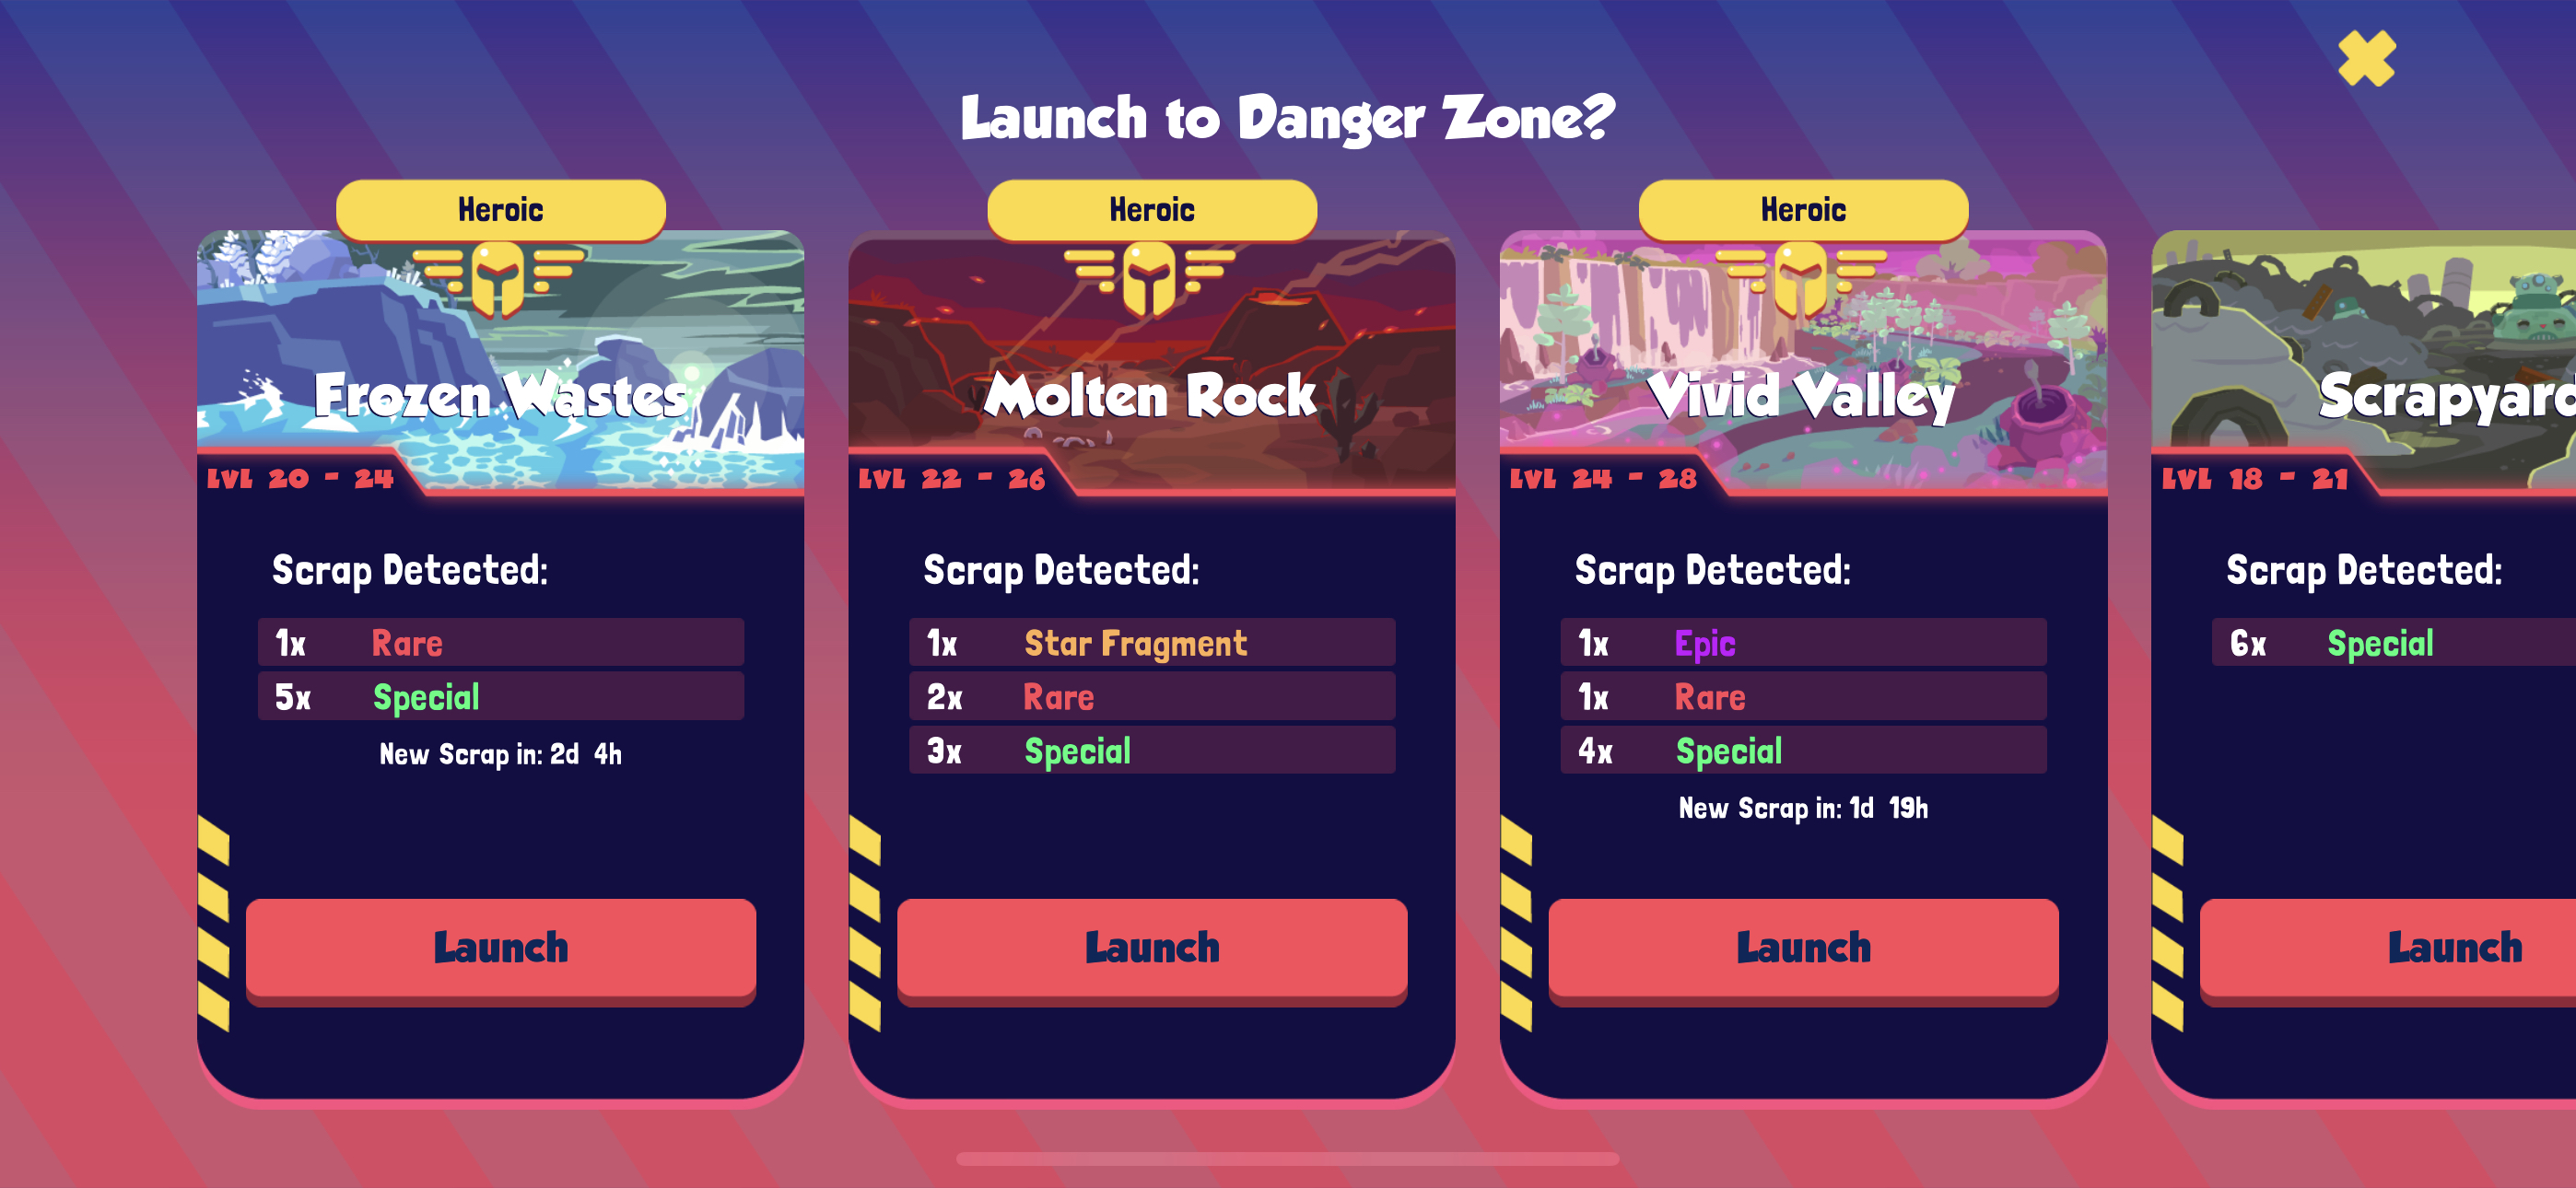 Launch to Danger Zone?
Heroic
Frozen Wastes
LVL 20 - 24
Scrap Detected:
1x Rare
5x Special
New Scrap in: 2d 4h
Launch
Heroic
Molten Rock
LVL 22 - 26
Scrap Detected:
1x Star Fragment
2x Rare
3x Special
Launch
Heroic
Vivid Valley
LVL 24 - 28
Scrap Detected:
1x Epic
1x Rare
4x Special
New Scrap in: 1d 19h
Launch
Scrapyard
LVL 18 - 21
Scrap Detected:
6x Special
Launch